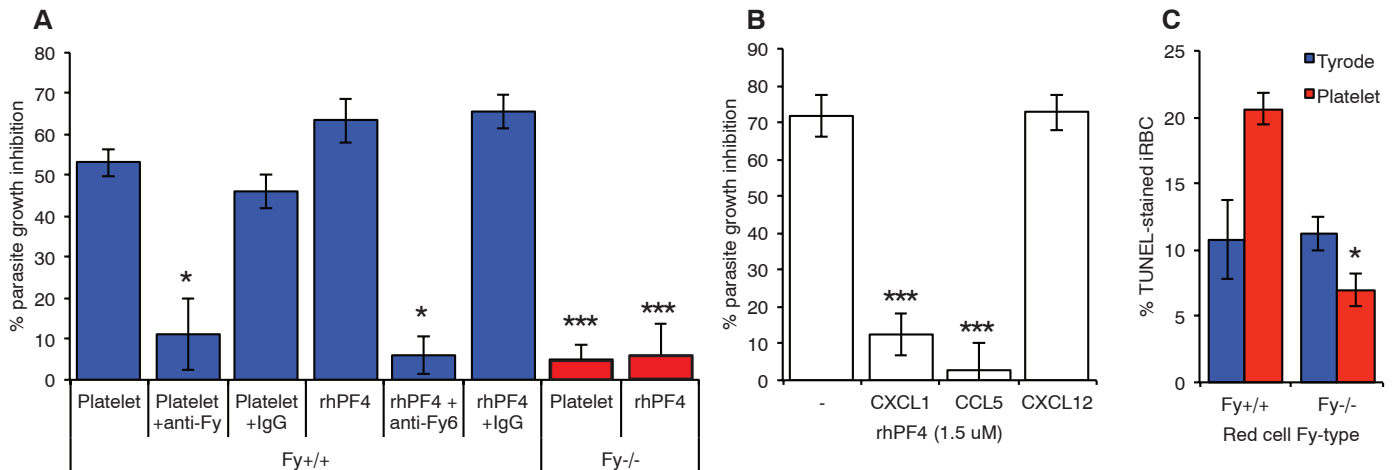 A
% parasite growth inhibition
80
70
60
50
40
30
20
10
0
*
*
***
***
Platelet
Platelet
+anti-Fy
Platelet
+IgG
rhPF4
rhPF4 +
anti-Fy6
rhPF4
+IgG
Platelet
rhPF4
Fy+/+
Fy-/-
B
% parasite growth inhibition
90
80
70
60
50
40
30
20
10
0
***
***
-
CXCL1
CCL5
CXCL12
rhPF4 (1.5 uM)
C
% TUNEL-stained iRBC
25
20
15
10
5
0
Tyrode
Platelet
*
Fy+/+
Fy-/-
Red cell Fy-type